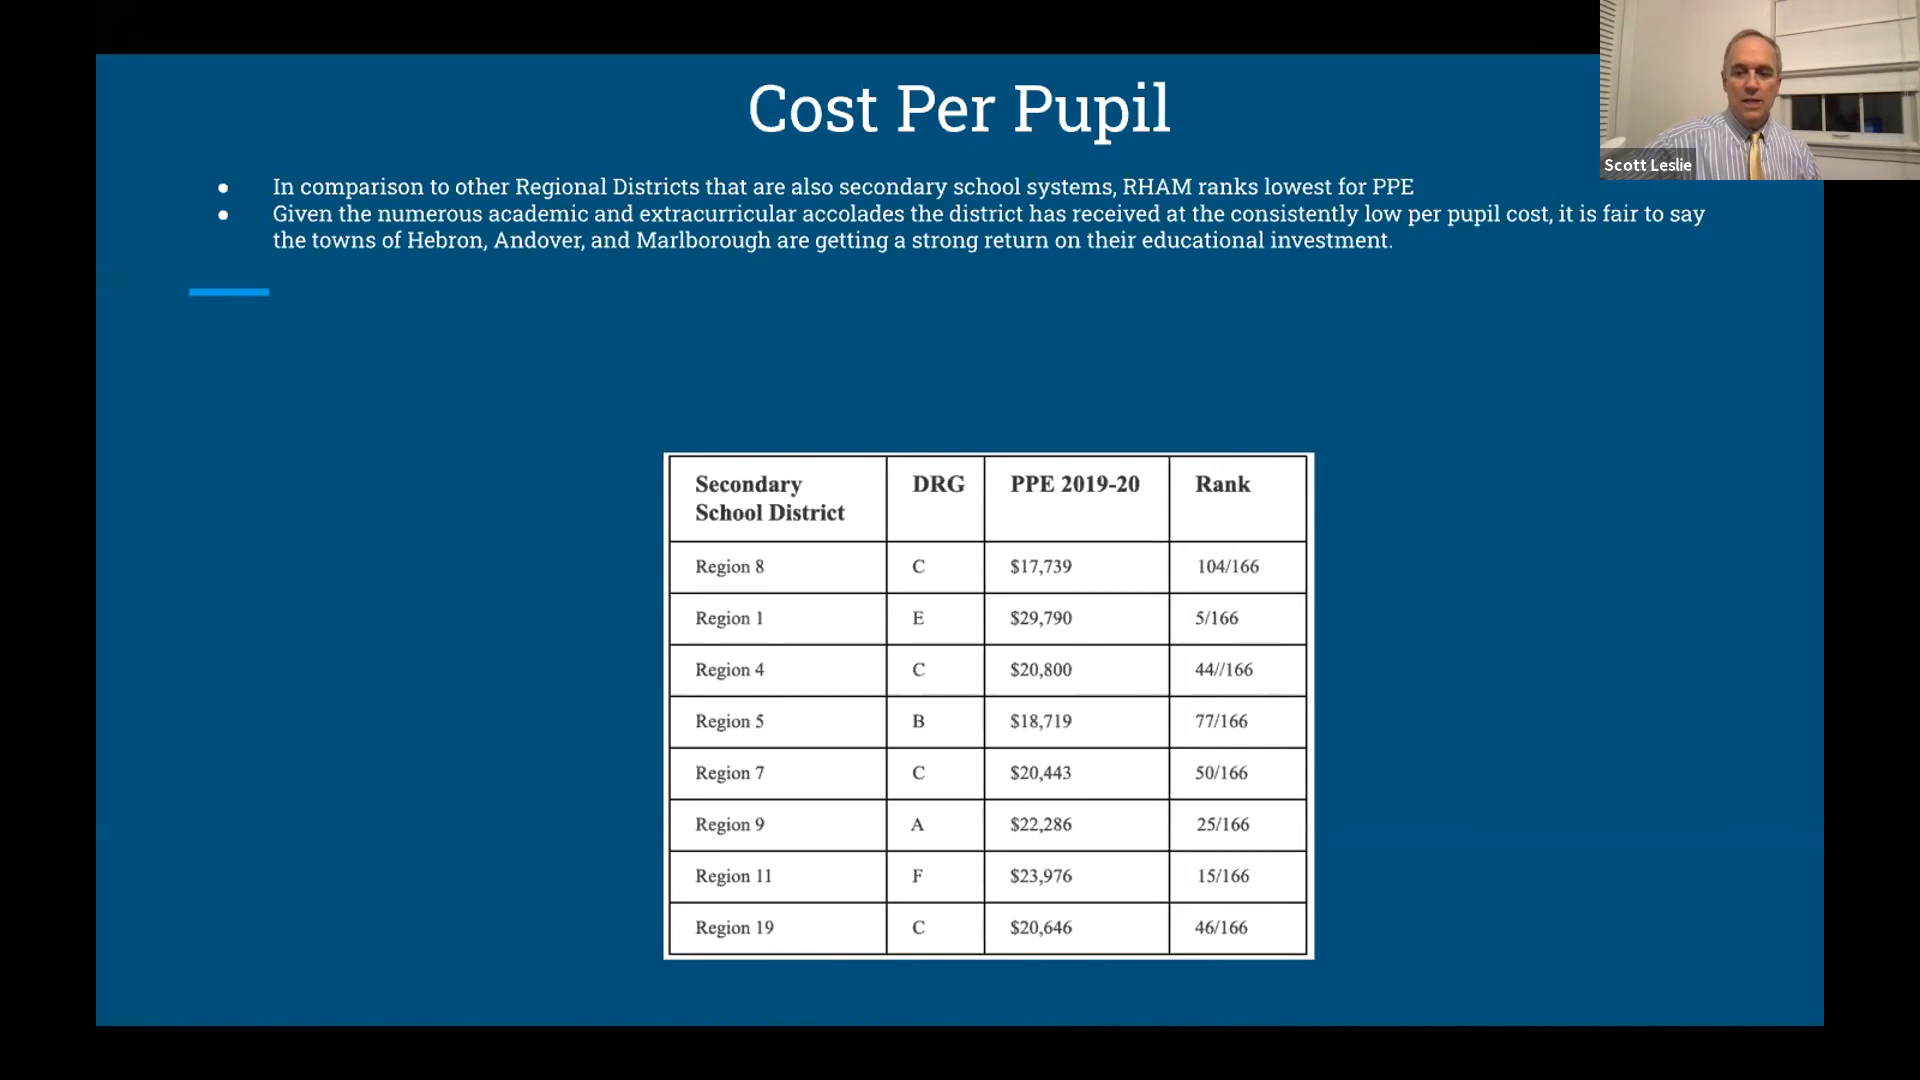 Cost Per Pupil
Scott Leslie
● In comparison to other Regional Districts that are also secondary school systems, RHAM ranks lowest for PPE
● Given the numerous academic and extracurricular accolades the district has received at the consistently low per pupil cost, it is fair to say
the towns of Hebron, Andover, and Marlborough are getting a strong return on their educational investment.
Secondary School District DRG PPE 2019-20 Rank
Region 8 C $17,739 104/166
Region 1 E $29,790 5/166
Region 4 C $20,800 44//166
Region 5 B $18,719 77/166
Region 7 C $20,443 50/166
Region 9 A $22,286 25/166
Region 11 F $23,976 15/166
Region 19 C $20,646 46/166